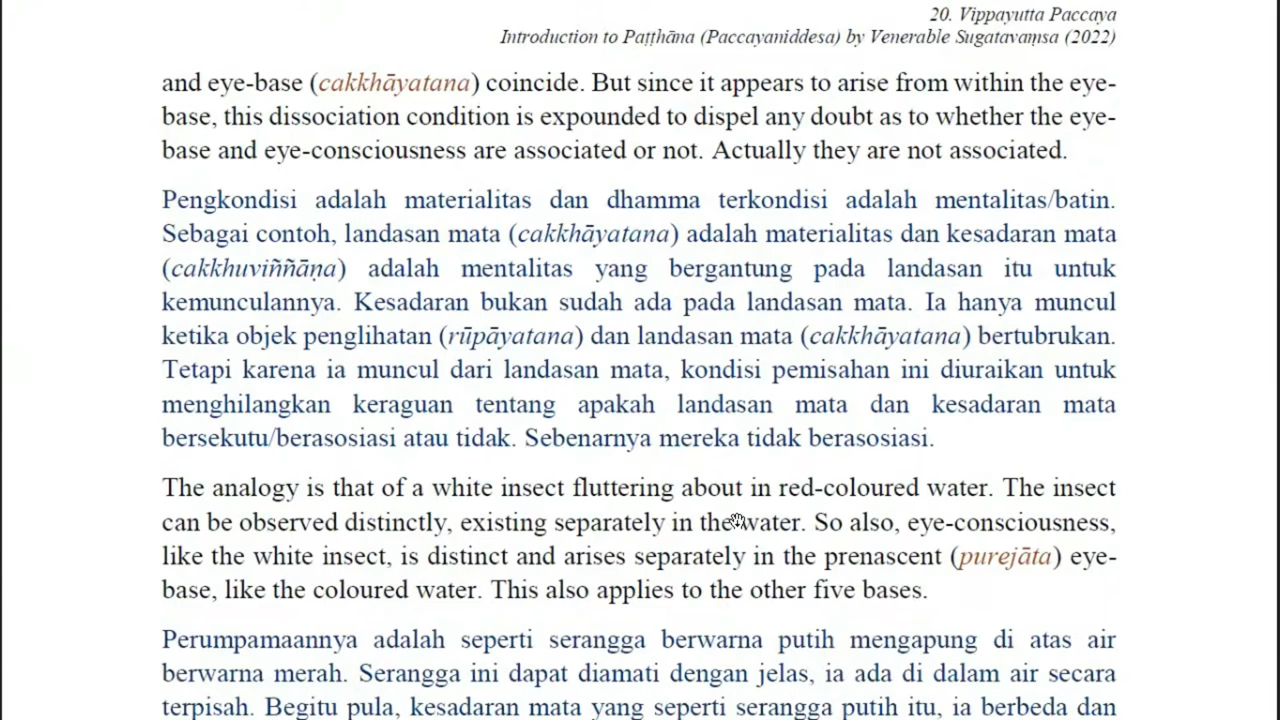 20. Vippayutta Paccaya
Introduction to Paṭṭhāna (Paccayaniddesa) by Venerable Sugatavaṃsa (2022)
and eye-base (cakkhāyatana) coincide. But since it appears to arise from within the eye-
base, this dissociation condition is expounded to dispel any doubt as to whether the eye-
base and eye-consciousness are associated or not. Actually they are not associated.
Pengkondisi adalah materialitas dan dhamma terkondisi adalah mentalitas/batin.
Sebagai contoh, landasan mata (cakkhāyatana) adalah materialitas dan kesadaran mata
(cakkhuviññāṇa) adalah mentalitas yang bergantung pada landasan itu untuk
kemunculannya. Kesadaran bukan sudah ada pada landasan mata. Ia hanya muncul
ketika objek penglihatan (rūpāyatana) dan landasan mata (cakkhāyatana) bertubrukan.
Tetapi karena ia muncul dari landasan mata, kondisi pemisahan ini diuraikan untuk
menghilangkan keraguan tentang apakah landasan mata dan kesadaran mata
bersekutu/berasosiasi atau tidak. Sebenarnya mereka tidak berasosiasi.
The analogy is that of a white insect fluttering about in red-coloured water. The insect
can be observed distinctly, existing separately in the water. So also, eye-consciousness,
like the white insect, is distinct and arises separately in the prenascent (purejāta) eye-
base, like the coloured water. This also applies to the other five bases.
Perumpamaannya adalah seperti serangga berwarna putih mengapung di atas air
berwarna merah. Serangga ini dapat diamati dengan jelas, ia ada di dalam air secara
terpisah. Begitu pula, kesadaran mata yang seperti serangga putih itu, ia berbeda dan